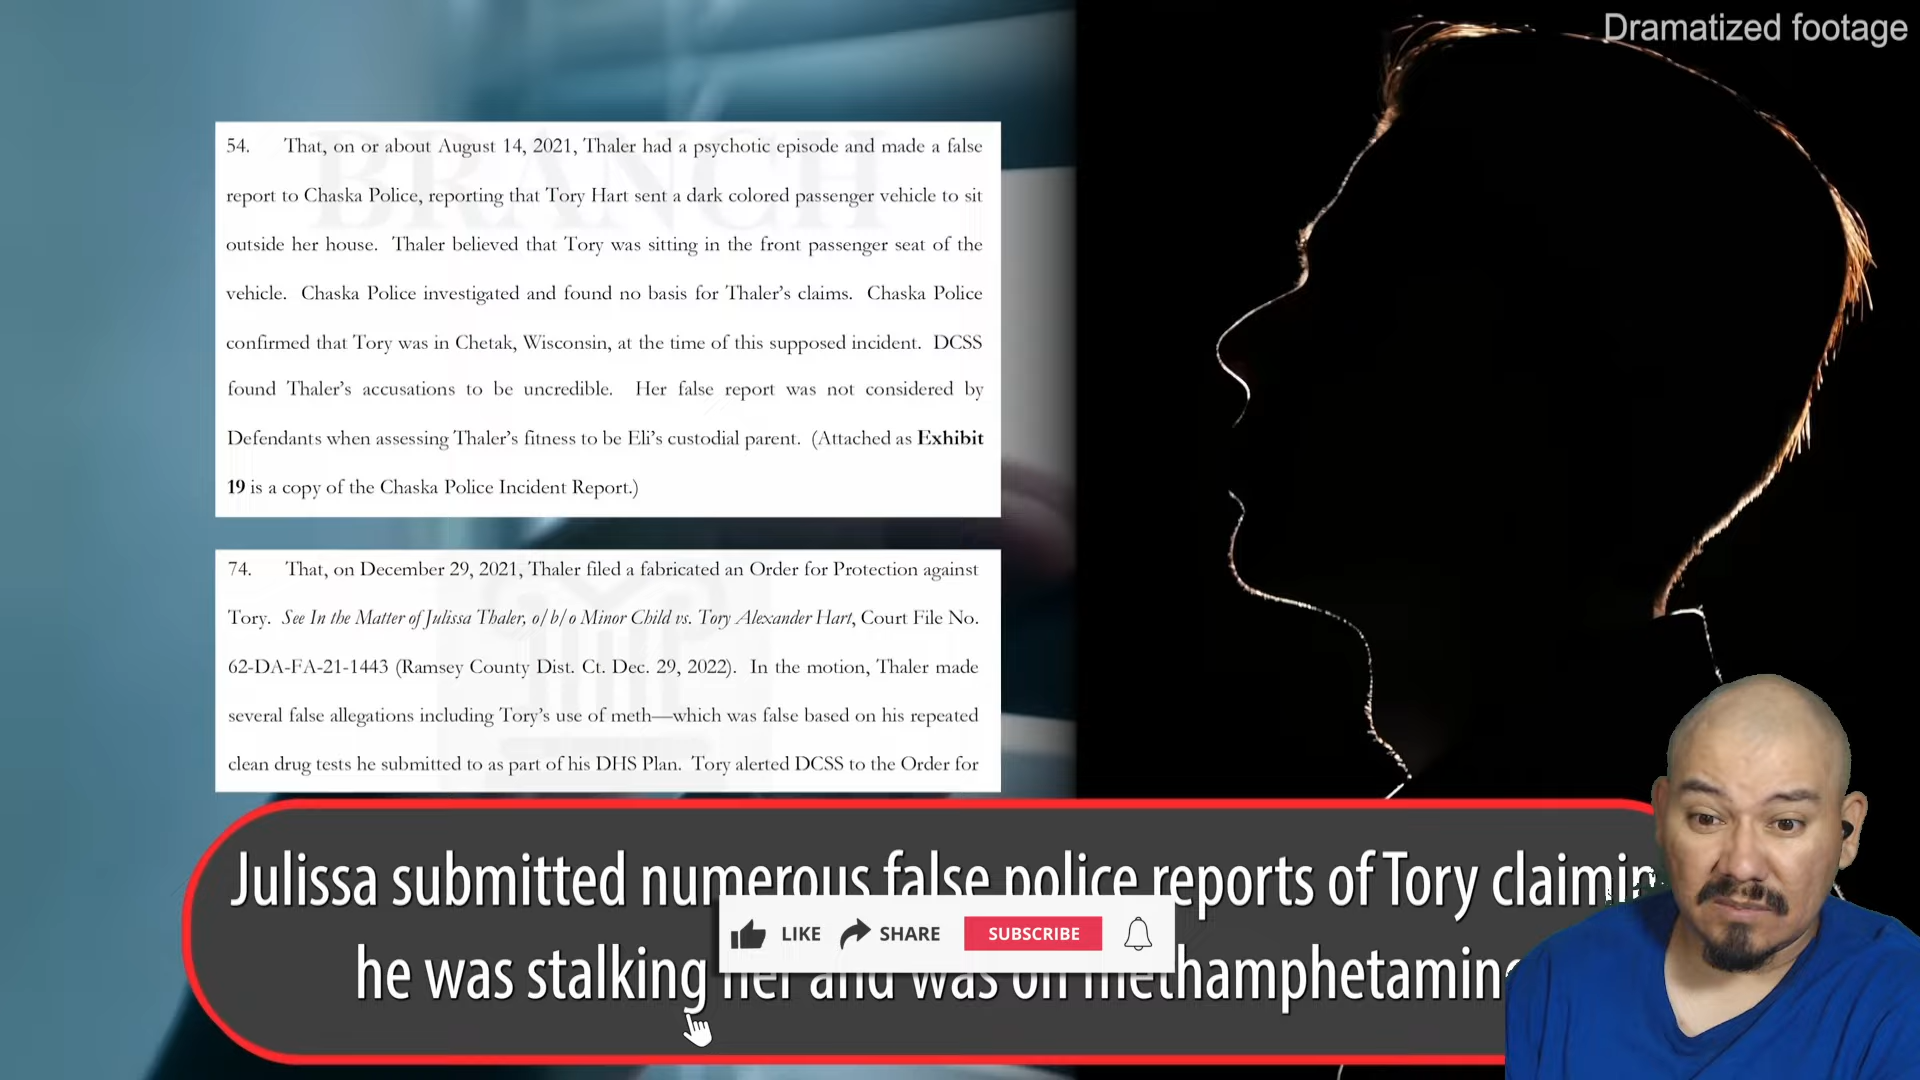 Dramatized footage
BRANCH
54. That, on or about August 14, 2021, Thaler had a psychotic episode and made a false
report to Chaska Police, reporting that Tory Hart sent a dark colored passenger vehicle to sit
outside her house. Thaler believed that Tory was sitting in the front passenger seat of the
vehicle. Chaska Police investigated and found no basis for Thaler's claims. Chaska Police
confirmed that Tory was in Chetak, Wisconsin, at the time of this supposed incident. DCSS
found Thaler's accusations to be uncredible. Her false report was not considered by
Defendants when assessing Thaler's fitness to be Eli's custodial parent. (Attached as Exhibit
19 is a copy of the Chaska Police Incident Report.)
74. That, on December 29, 2021, Thaler filed a fabricated an Order for Protection against
Tory. See In the Matter of Julissa Thaler, o/b/o Minor Child vs. Tory Alexander Hart, Court File No.
62-DA-FA-21-1443 (Ramsey County Dist. Ct. Dec. 29, 2022). In the motion, Thaler made
several false allegations including Tory's use of meth—which was false based on his repeated
clean drug tests he submitted to as part of his DHS Plan. Tory alerted DCSS to the Order for
Julissa submitted numerous false police reports of Tory claimin
LIKE SHARE SUBSCRIBE
he was stalking her and was on methamphetamine